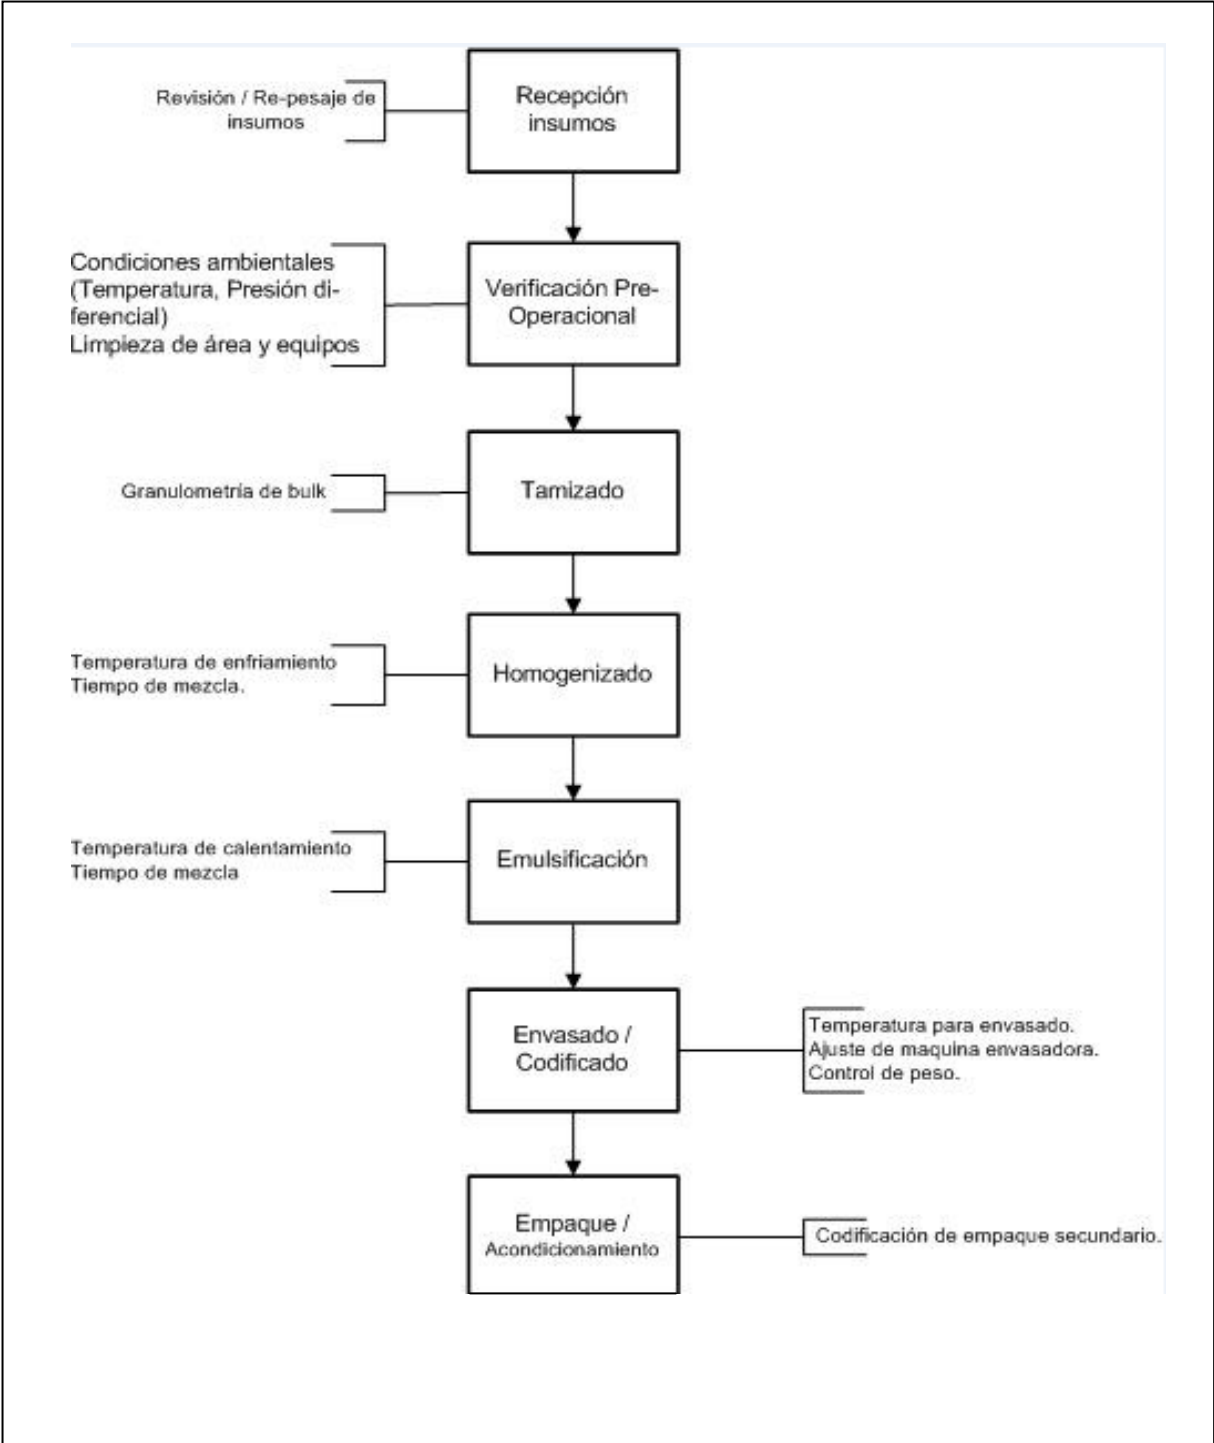 Revisión / Re-pesaje de
insumos
Recepción
insumos
Condiciones ambientales
(Temperatura, Presión di-
ferencial)
Limpieza de área y equipos
Verificación Pre-
Operacional
Granulometría de bulk
Tamizado
Temperatura de enfriamiento
Tiempo de mezcla.
Homogenizado
Temperatura de calentamiento
Tiempo de mezcla
Emulsificación
Envasado /
Codificado
Temperatura para envasado.
Ajuste de maquina envasadora.
Control de peso.
Empaque /
Acondicionamiento
Codificación de empaque secundario.